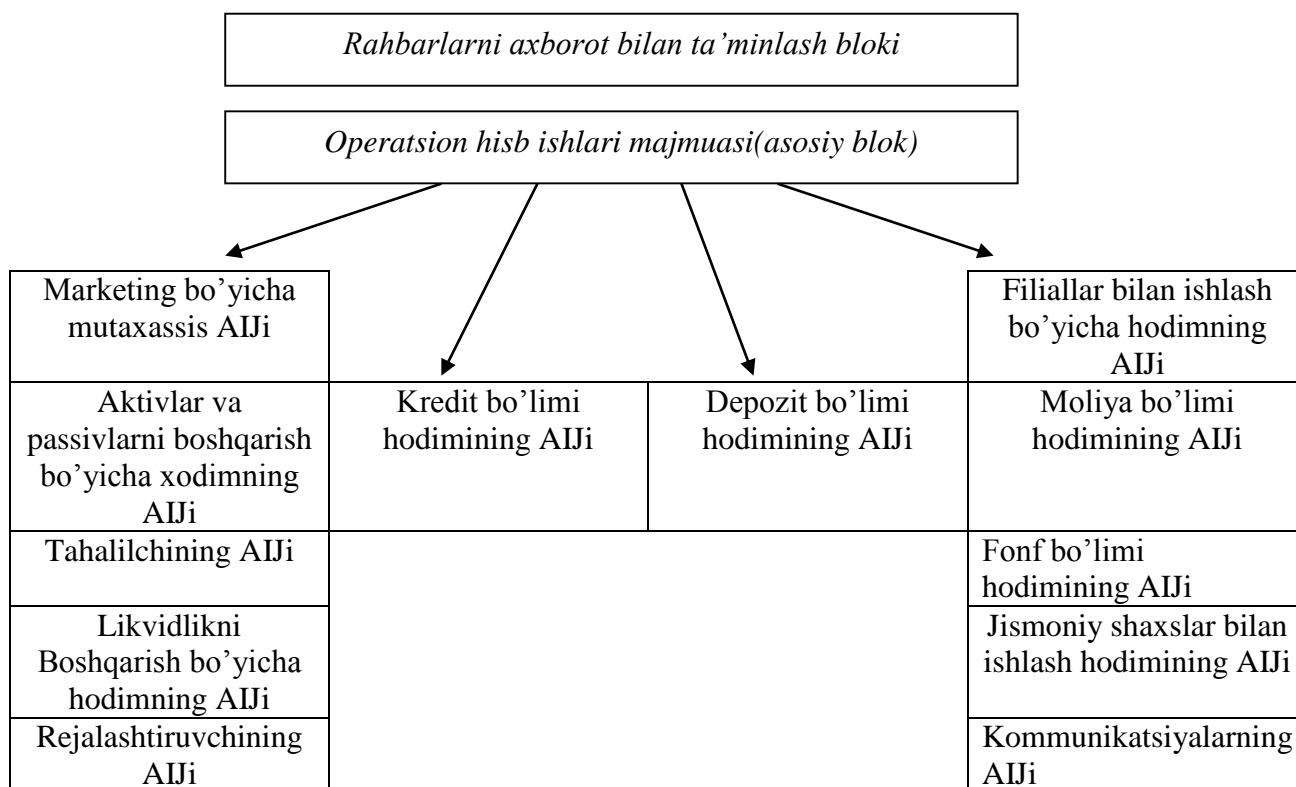 Rahbarlarni axborot bilan ta’minlash bloki
Operatsion hisb ishlari majmuasi(asosiy blok)
Marketing bo’yicha
mutaxassis AIJi
Filiallar bilan ishlash
bo’yicha hodimning
AIJi
Aktivlar va
passivlarni boshqarish
bo’yicha xodimning
AIJi
Kredit bo’limi
hodimining AIJi
Depozit bo’limi
hodimining AIJi
Moliya bo’limi
hodimining AIJi
Tahalilchining AIJi
Fonf bo’limi
hodimining AIJi
Likvidlikni
Boshqarish bo’yicha
hodimning AIJi
Jismoniy shaxslar bilan
ishlash hodimining AIJi
Rejalashtiruvchining
AIJi
Kommunikatsiyalarning
AIJi